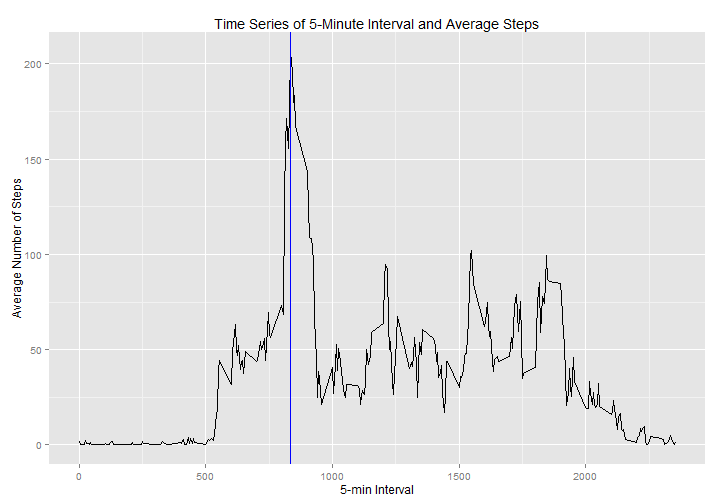 Time Series of 5-Minute Interval and Average Steps
200
150
100
50
0
Average Number of Steps
0 500 1000 1500 2000
5-min Interval